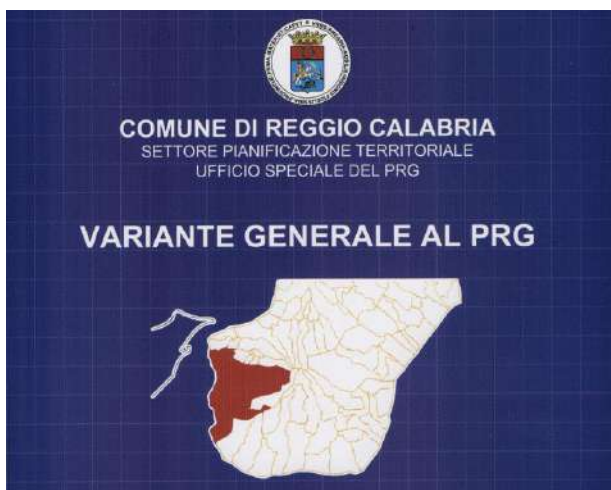 COMUNE DI REGGIO CALABRIA
SETTORE PIANIFICAZIONE TERRITORIALE
UFFICIO SPECIALE DEL PRG
VARIANTE GENERALE AL PRG